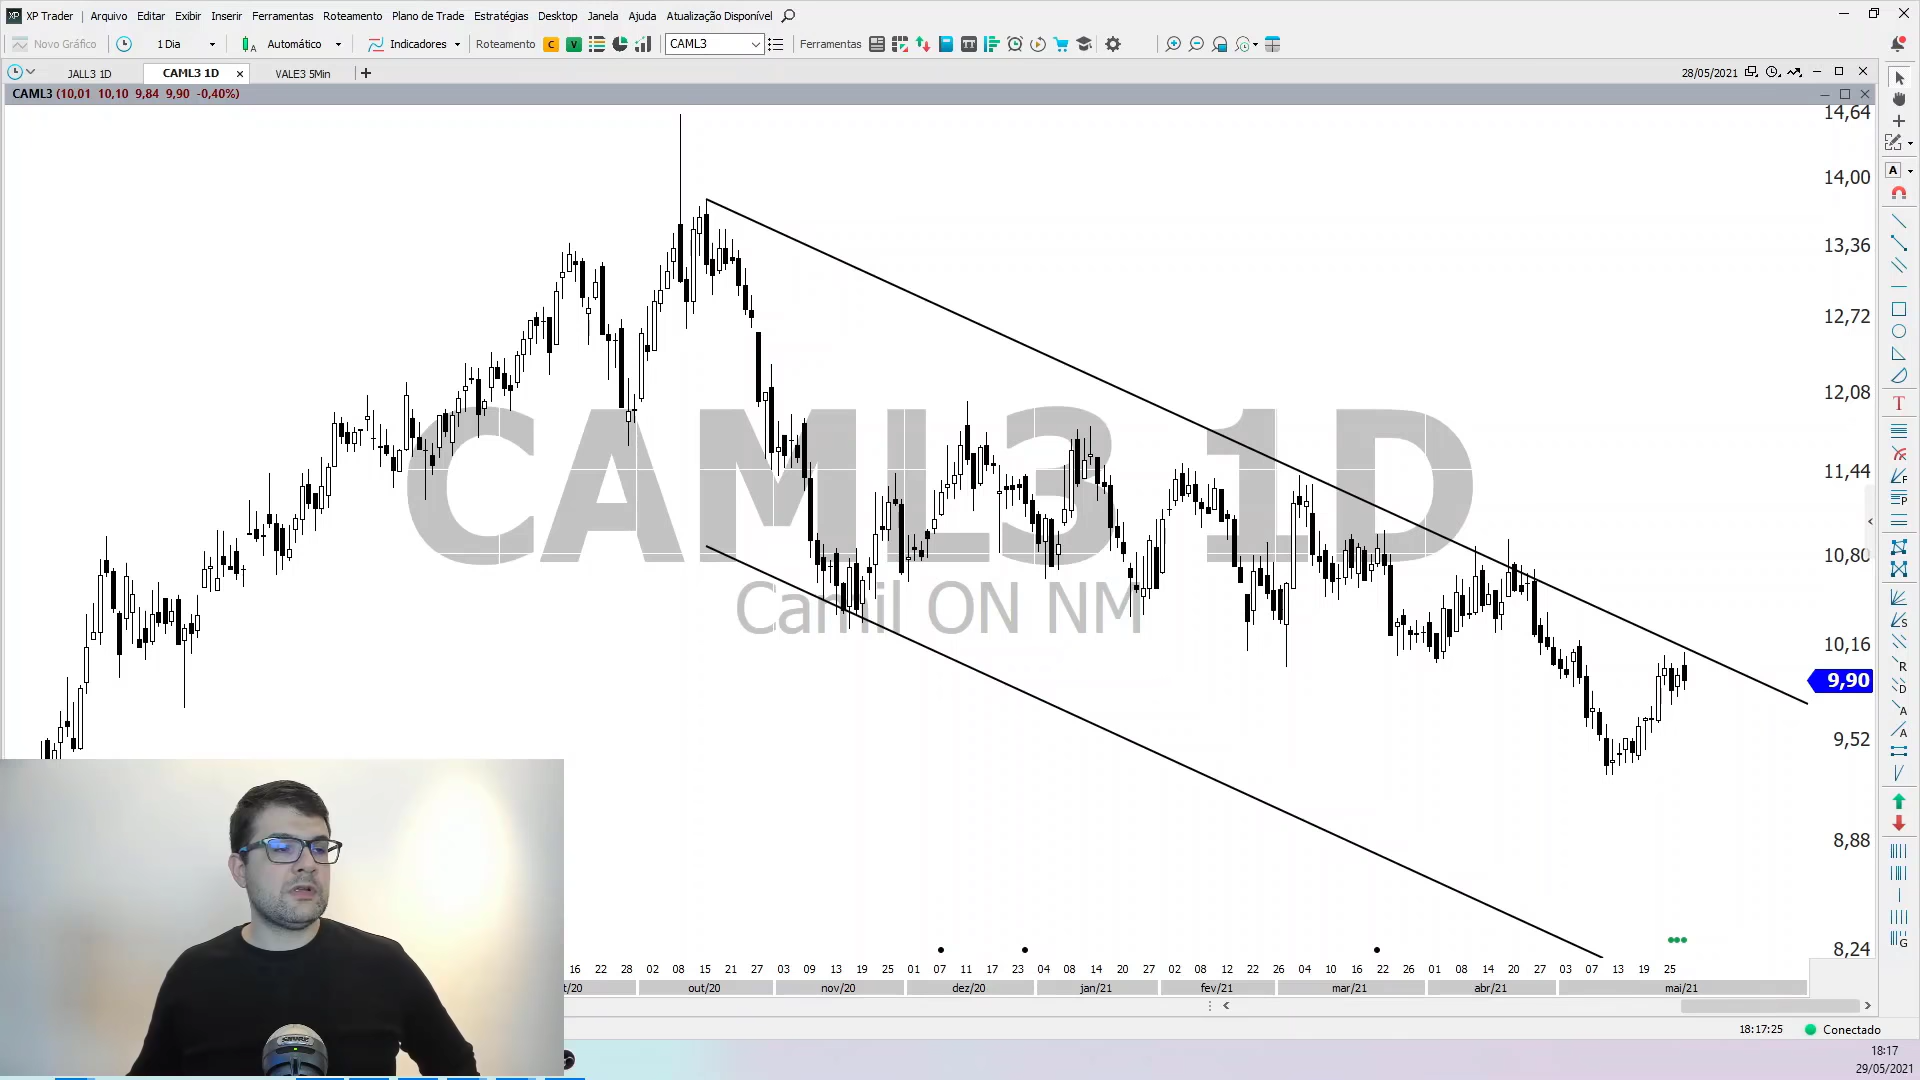 XP Trader Arquivo Editar Exibir Inserir Ferramentas Roteamento Plano de Trade Estratégias Desktop Janela Ajuda Atualização Disponível
Novo Gráfico 1 Dia Automático Indicadores Roteamento C V CAML3 Ferramentas
JALL3 1D CAML3 1D VALE3 5Min 28/05/2021
CAML3 (10,01 10,10 9,84 9,90 -0,40%)
14,64
14,00
13,36
12,72
12,08
11,44
10,80
10,16
9,90
9,52
8,88
8,24
CAML3 1D
Camil ON NM
16 22 28 02 08 15 21 27 03 09 13 19 25 01 07 11 17 23 04 08 14 20 27 02 08 12 22 26 04 10 16 22 26 01 08 14 20 27 03 07 13 19 25
t/20 out/20 nov/20 dez/20 jan/21 fev/21 mar/21 abr/21 mai/21
18:17:25 Conectado
18:17
29/05/2021
SHURE